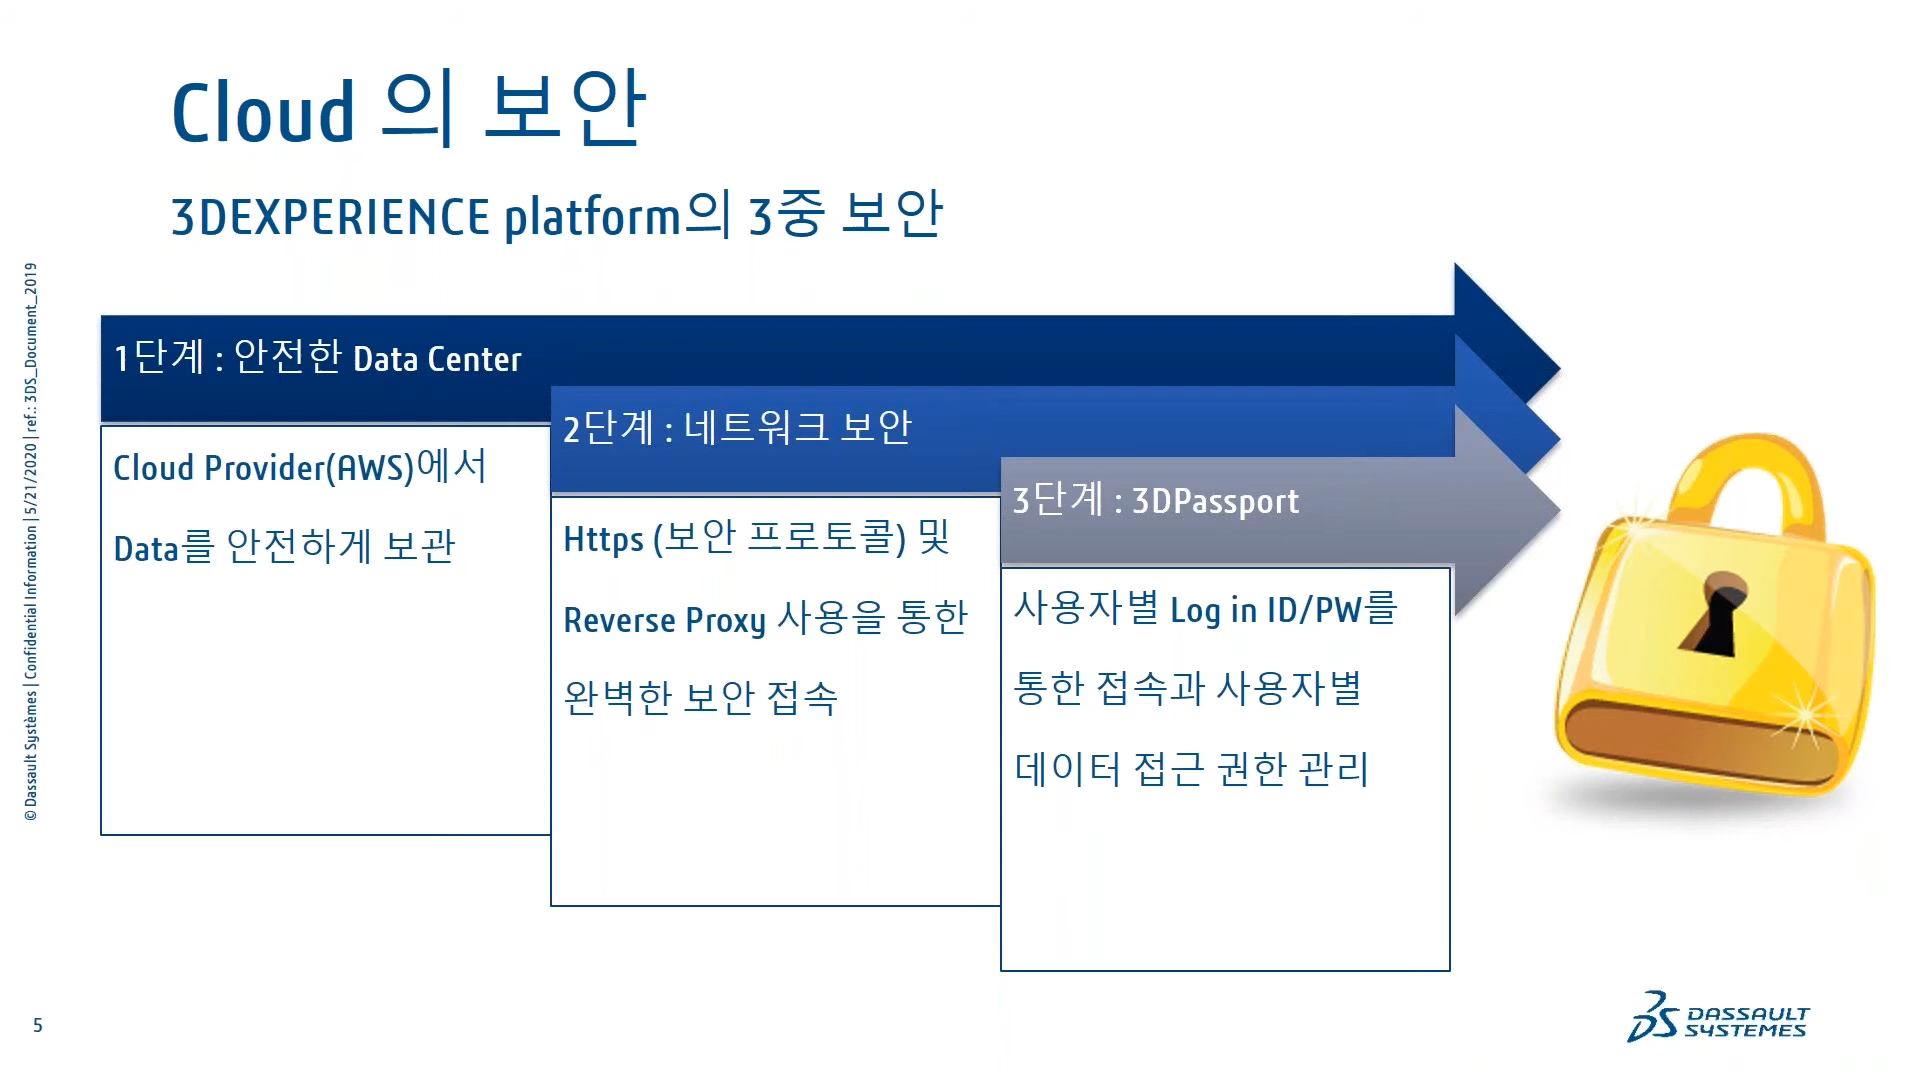 Cloud 의 보안
3DEXPERIENCE platform의 3중 보안
1단계 : 안전한 Data Center
Cloud Provider(AWS)에서
Data를 안전하게 보관
2단계 : 네트워크 보안
Https (보안 프로토콜) 및
Reverse Proxy 사용을 통한
완벽한 보안 접속
3단계 : 3DPassport
사용자별 Log in ID/PW를
통한 접속과 사용자별
데이터 접근 권한 관리
© Dassault Systèmes | Confidential Information | 5/21/2020 | ref.: 3DS_Document_2019
5
3DS DASSAULT
SYSTEMES